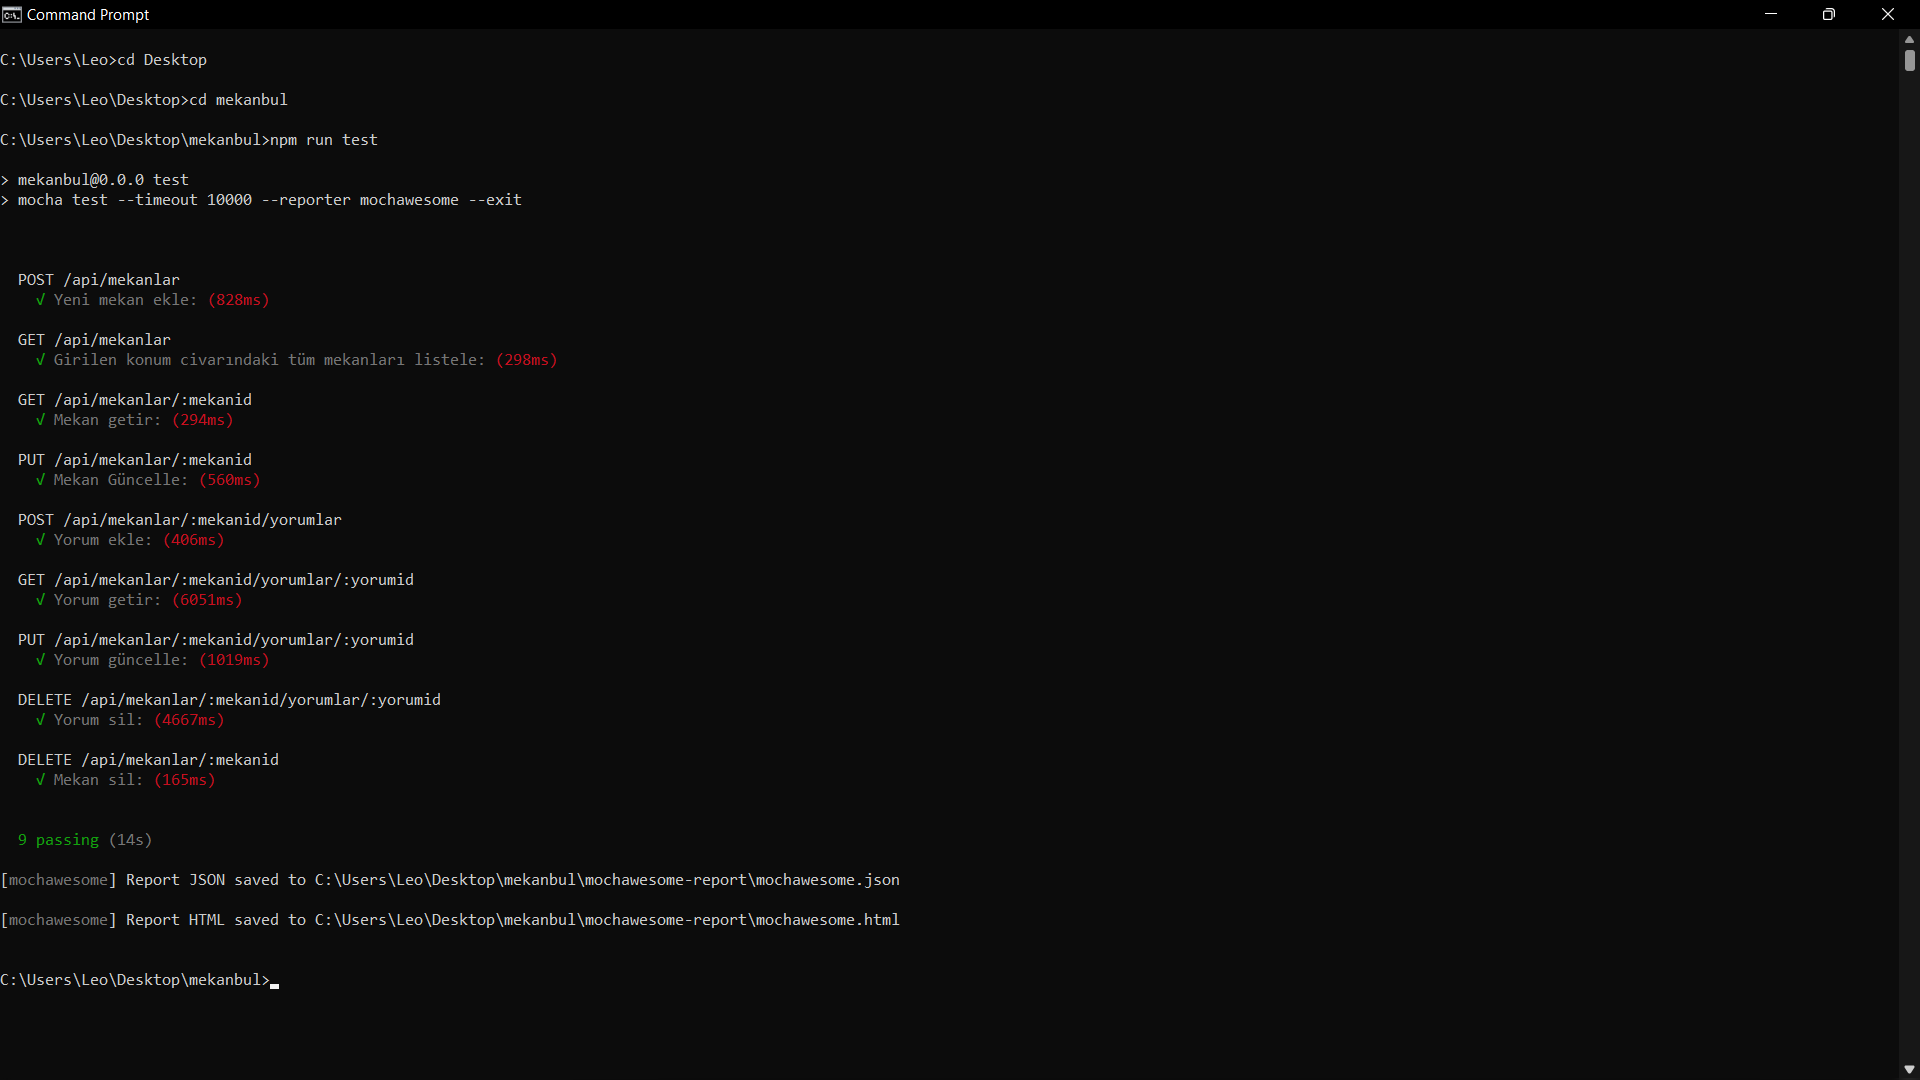 Command Prompt
C:\Users\Leo>cd Desktop
C:\Users\Leo\Desktop>cd mekanbul
C:\Users\Leo\Desktop\mekanbul>npm run test
> mekanbul@0.0.0 test
> mocha test --timeout 10000 --reporter mochawesome --exit
POST /api/mekanlar
√ Yeni mekan ekle: (828ms)
GET /api/mekanlar
√ Girilen konum civarındaki tüm mekanları listele: (298ms)
GET /api/mekanlar/:mekanid
√ Mekan getir: (294ms)
PUT /api/mekanlar/:mekanid
√ Mekan Güncelle: (560ms)
POST /api/mekanlar/:mekanid/yorumlar
√ Yorum ekle: (406ms)
GET /api/mekanlar/:mekanid/yorumlar/:yorumid
√ Yorum getir: (6051ms)
PUT /api/mekanlar/:mekanid/yorumlar/:yorumid
√ Yorum güncelle: (1019ms)
DELETE /api/mekanlar/:mekanid/yorumlar/:yorumid
√ Yorum sil: (4667ms)
DELETE /api/mekanlar/:mekanid
√ Mekan sil: (165ms)
9 passing (14s)
[mochawesome] Report JSON saved to C:\Users\Leo\Desktop\mekanbul\mochawesome-report\mochawesome.json
[mochawesome] Report HTML saved to C:\Users\Leo\Desktop\mekanbul\mochawesome-report\mochawesome.html
C:\Users\Leo\Desktop\mekanbul>